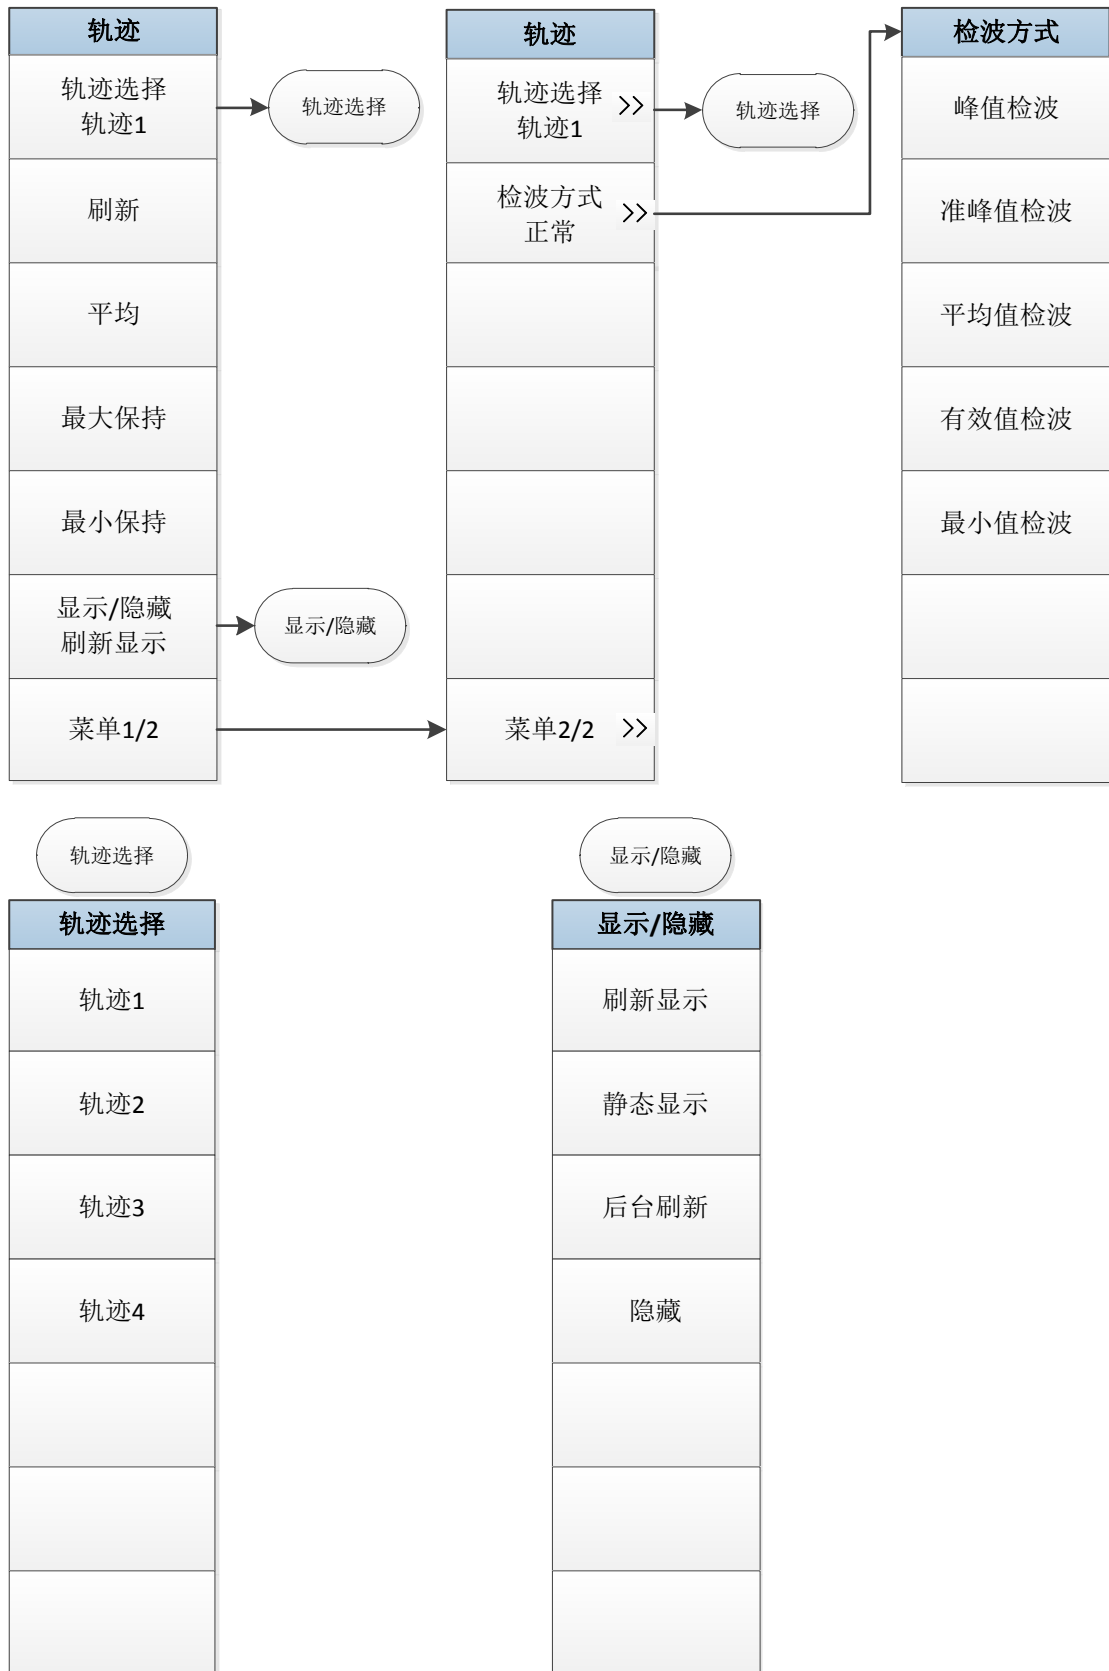 轨迹
轨迹选择
轨迹1
轨迹选择
刷新
平均
最大保持
最小保持
显示/隐藏
刷新显示
显示/隐藏
菜单1/2
轨迹
轨迹选择
轨迹1
>>
轨迹选择
检波方式
正常
>>
菜单2/2 >>
检波方式
峰值检波
准峰值检波
平均值检波
有效值检波
最小值检波
轨迹选择
轨迹选择
轨迹1
轨迹2
轨迹3
轨迹4
显示/隐藏
显示/隐藏
刷新显示
静态显示
后台刷新
隐藏